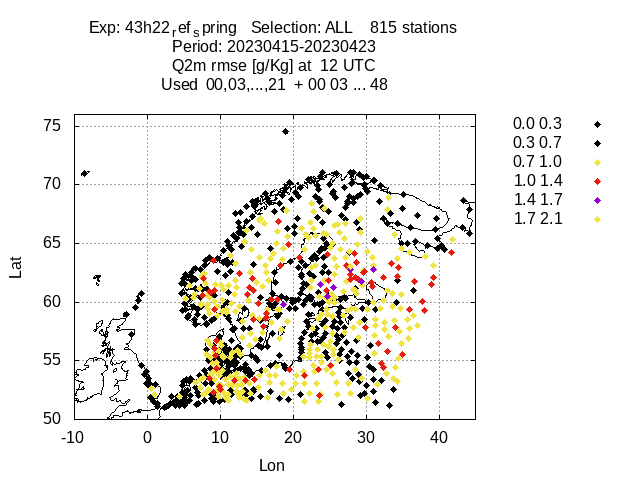 Exp: 43h22refspring Selection: ALL 815 stations
Period: 20230415-20230423
Q2m rmse [g/Kg] at 12 UTC
Used 00,03,...,21 + 00 03 ... 48
0.0 0.3
0.3 0.7
0.7 1.0
1.0 1.4
1.4 1.7
1.7 2.1
75
70
65
60
55
50
Lat
-10 0 10 20 30 40
Lon